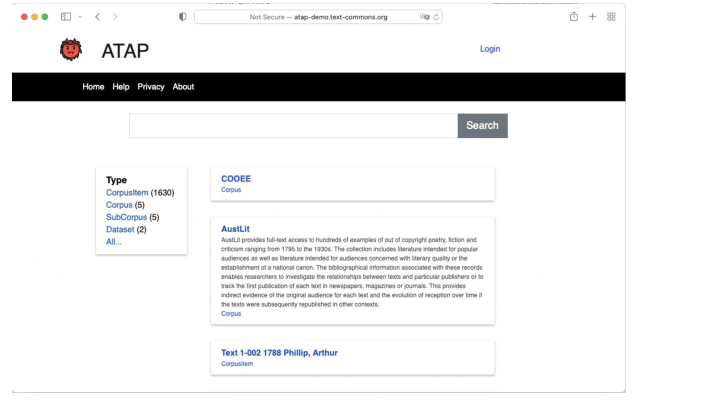 Not Secure — atap-demo.text-commons.org
ATAP
Login
Home Help Privacy About
Search
Type
CorpusItem (1630)
Corpus (5)
SubCorpus (5)
Dataset (2)
All...
COOEE
Corpus
AustLit
AustLit provides full-text access to hundreds of examples of out of copyright poetry, fiction and
criticism ranging from 1795 to the 1930s. The collection includes literature intended for popular
audiences as well as literature intended for audiences concerned with literary quality or the
establishment of a national canon. The bibliographical information associated with these records
enables researchers to investigate the relationships between texts and particular publishers or to
track the first publication of each text in newspapers, magazines or journals. This provides
indirect evidence of the original audience for each text and the evolution of reception over time if
the texts were subsequently republished in other contexts.
Corpus
Text 1-002 1788 Phillip, Arthur
CorpusItem